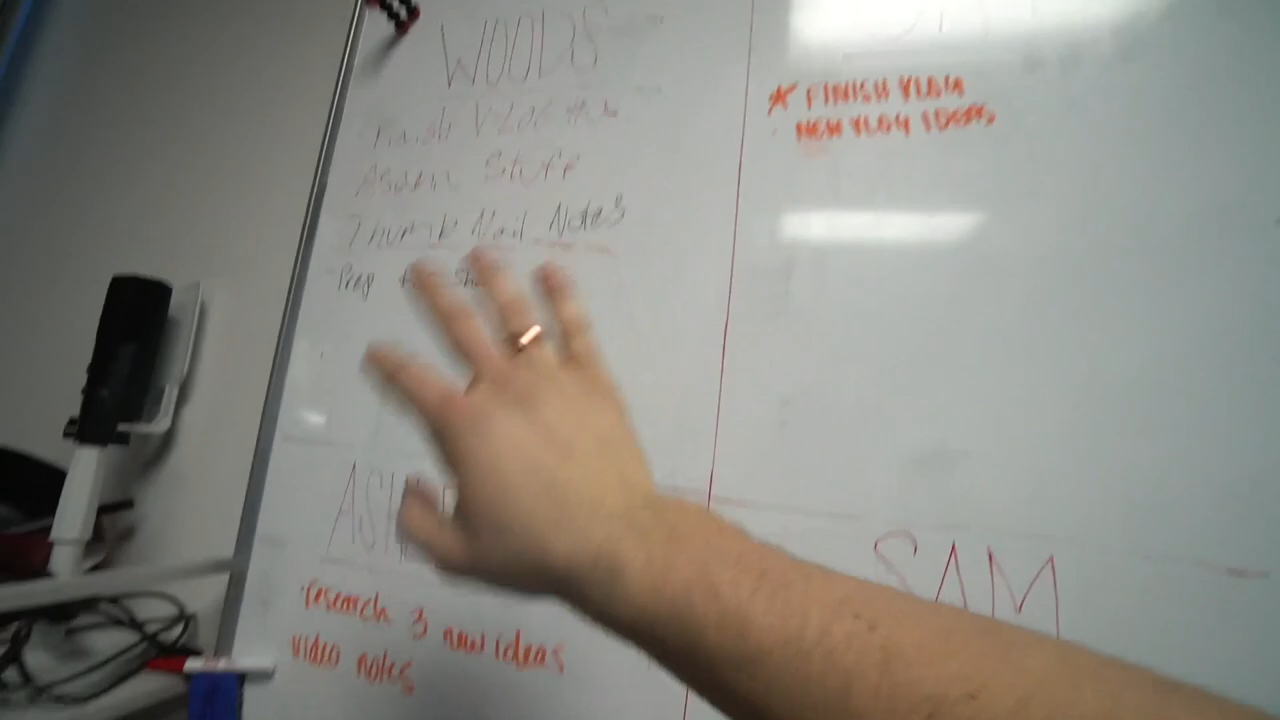 WOODS
Finish VLOG
Stuff
Thumb Nail Notes
Prep
* FINISH VLOG
NEW VLOG IDEAS
research 3 new ideas
video notes
SAM